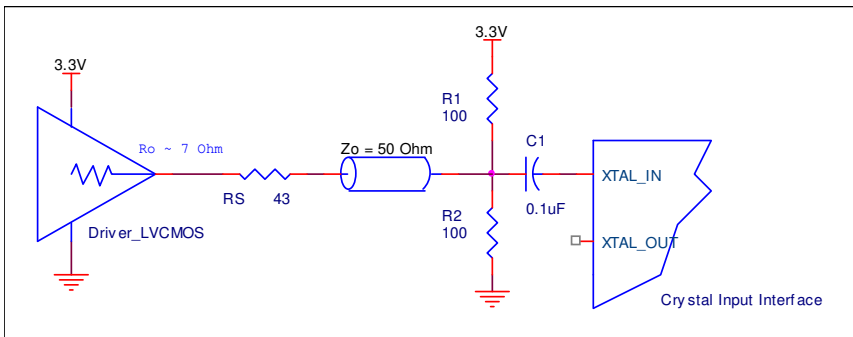 3.3V
3.3V
R1
100
Ro ~ 7 Ohm
Zo = 50 Ohm
C1
XTAL_IN
RS 43
0.1uF
R2
100
Driver_LVCMOS
XTAL_OUT
Crystal Input Interface